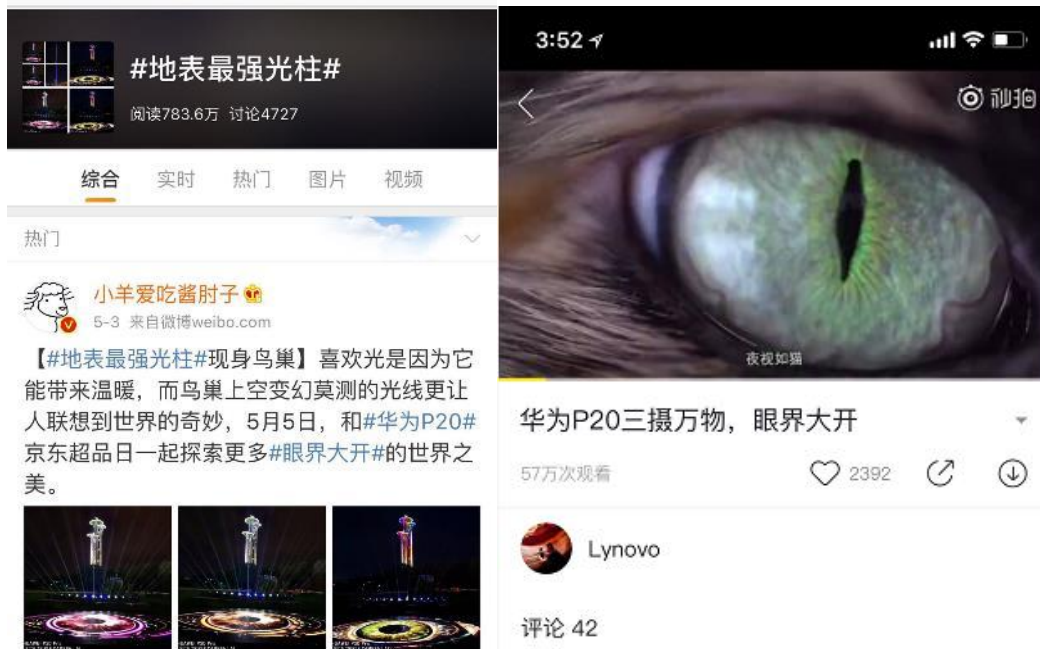 #地表最强光柱#
阅读783.6万 讨论4727
综合 实时 热门 图片 视频
热门
小羊爱吃酱肘子
5-3 来自微博weibo.com
【#地表最强光柱#现身鸟巢】喜欢光是因为它
能带来温暖，而鸟巢上空变幻莫测的光线更让
人联想到世界的奇妙，5月5日，和#华为P20#
京东超品日一起探索更多#眼界大开#的世界之
美。
3:52
秒拍
夜视如猫
华为P20三摄万物，眼界大开
57万次观看 2392
Lynovo
评论 42